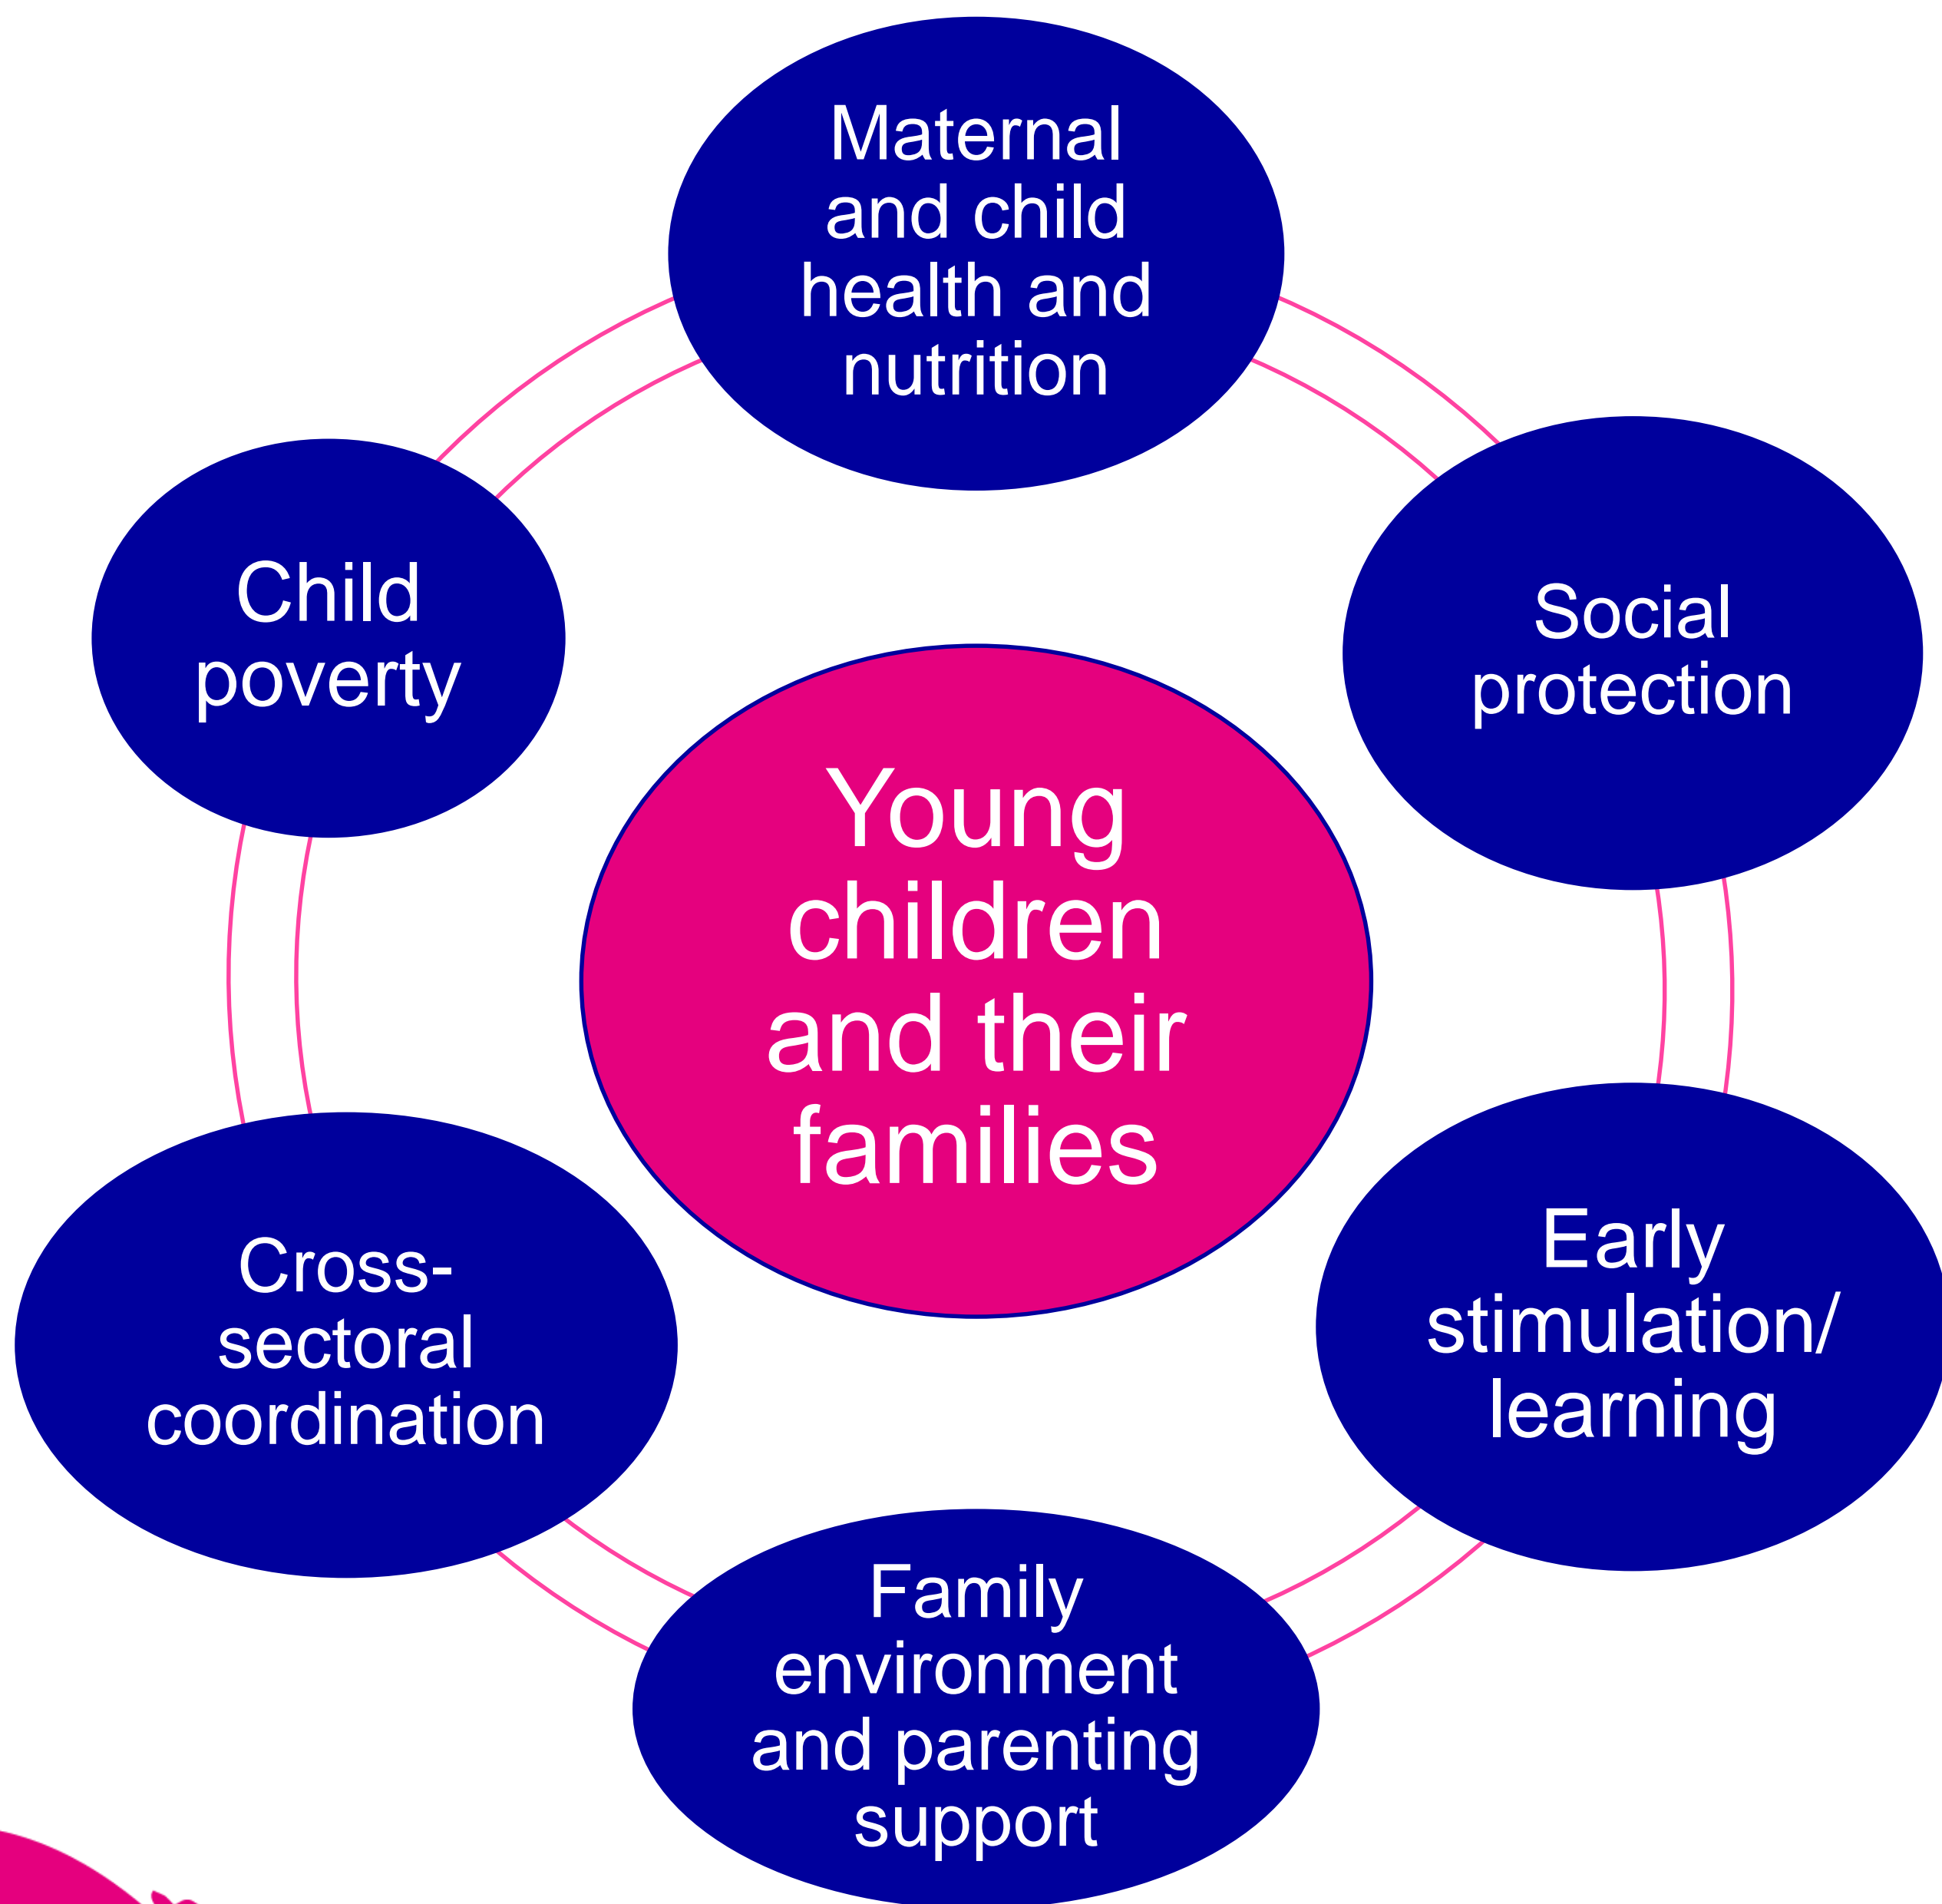 Maternal
and child
health and
nutrition
Child
poverty
Social
protection
Young
children
and their
families
Cross-
sectoral
coordination
Early
stimulation/
learning
Family
environment
and parenting
support